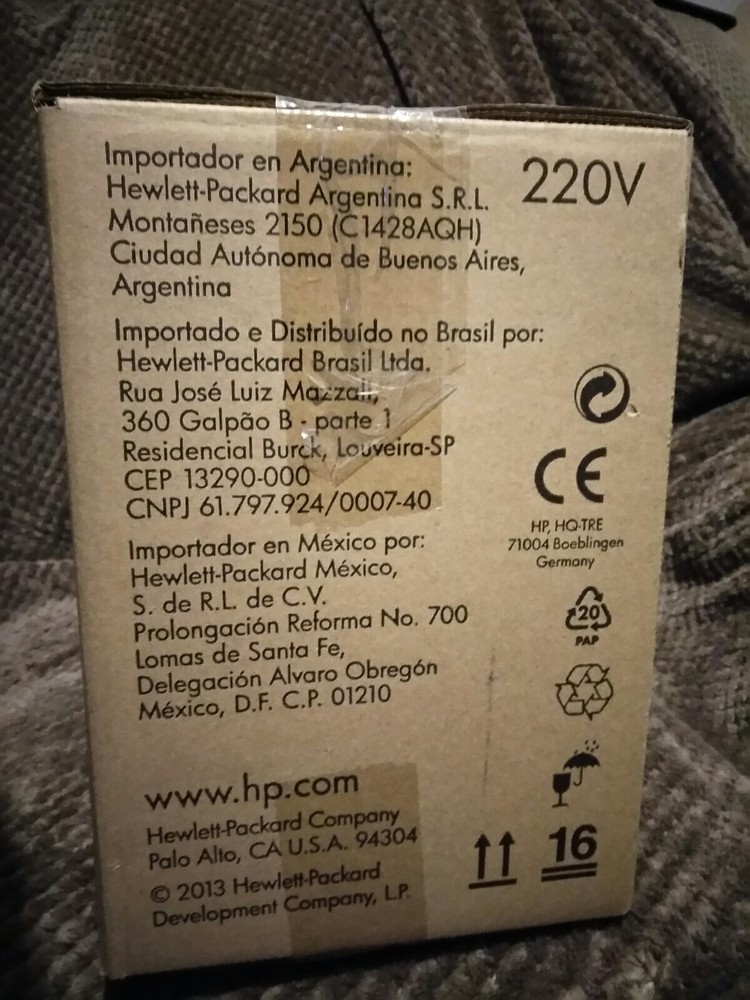 Importador en Argentina:
Hewlett-Packard Argentina S.R.L.
Montañeses 2150 (C1428AQH)
Ciudad Autónoma de Buenos Aires,
Argentina
220V
Importado e Distribuído no Brasil por:
Hewlett-Packard Brasil Ltda.
Rua José Luiz Mazzali,
360 Galpão B - parte 1
Residencial Burck, Louveira-SP
CEP 13290-000
CNPJ 61.797.924/0007-40
Importador en México por:
Hewlett-Packard México,
S. de R.L. de C.V.
Prolongación Reforma No. 700
Lomas de Santa Fe,
Delegación Alvaro Obregón
México, D.F. C.P. 01210
CE
HP, HQ-TRE
71004 Boeblingen
Germany
20
PAP
www.hp.com
Hewlett-Packard Company
Palo Alto, CA U.S.A. 94304
© 2013 Hewlett-Packard
Development Company, L.P.
16